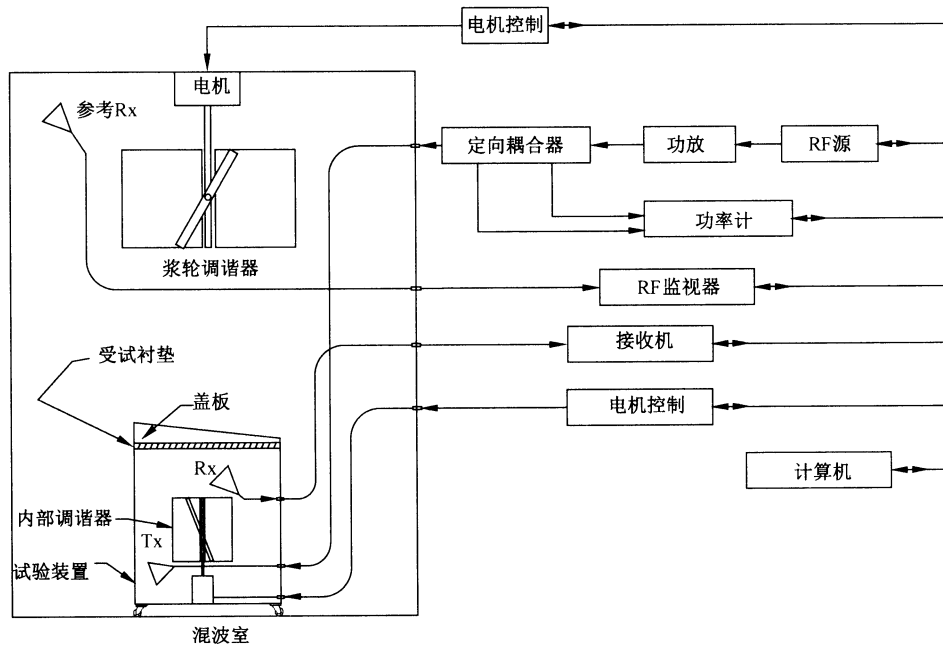 电机控制
电机
参考Rx
定向耦合器
功放
RF源
功率计
浆轮调谐器
RF监视器
受试衬垫
接收机
盖板
电机控制
Rx
计算机
内部调谐器
Tx
试验装置
混波室